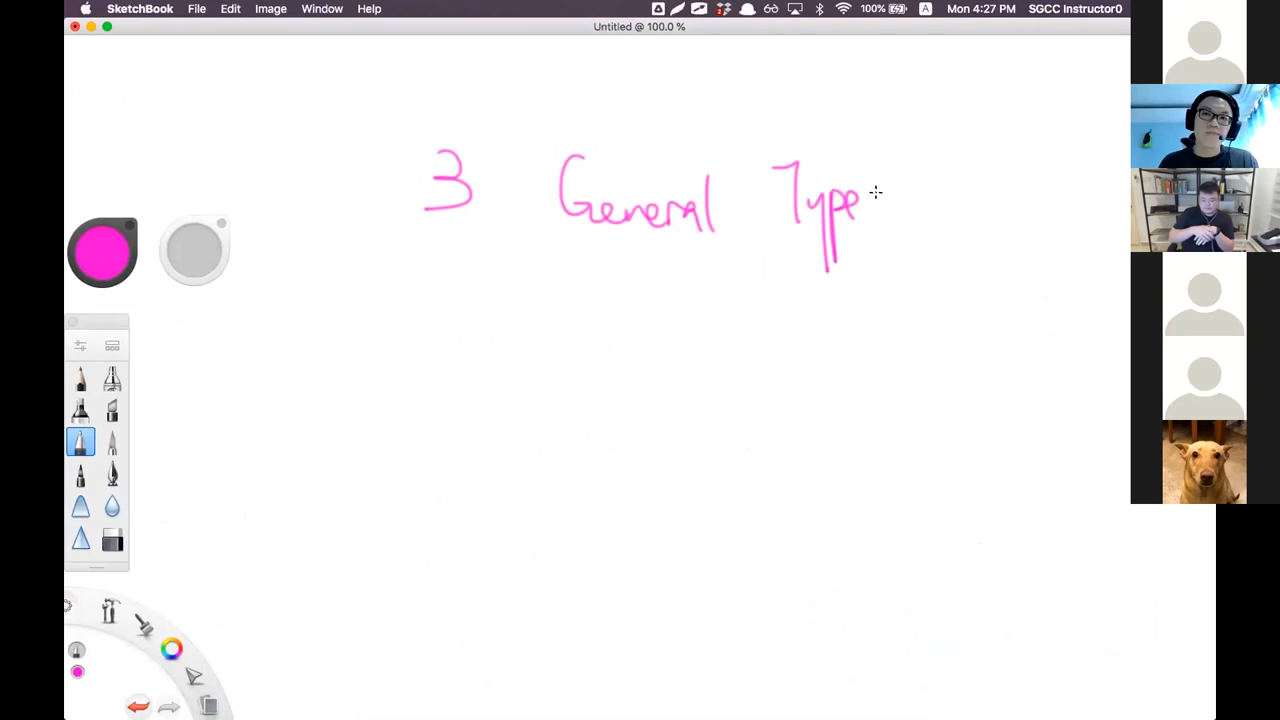 SketchBook File Edit Image Window Help 100% A Mon 4:27 PM SGCC Instructor0
Untitled @ 100.0 %
3 General Type